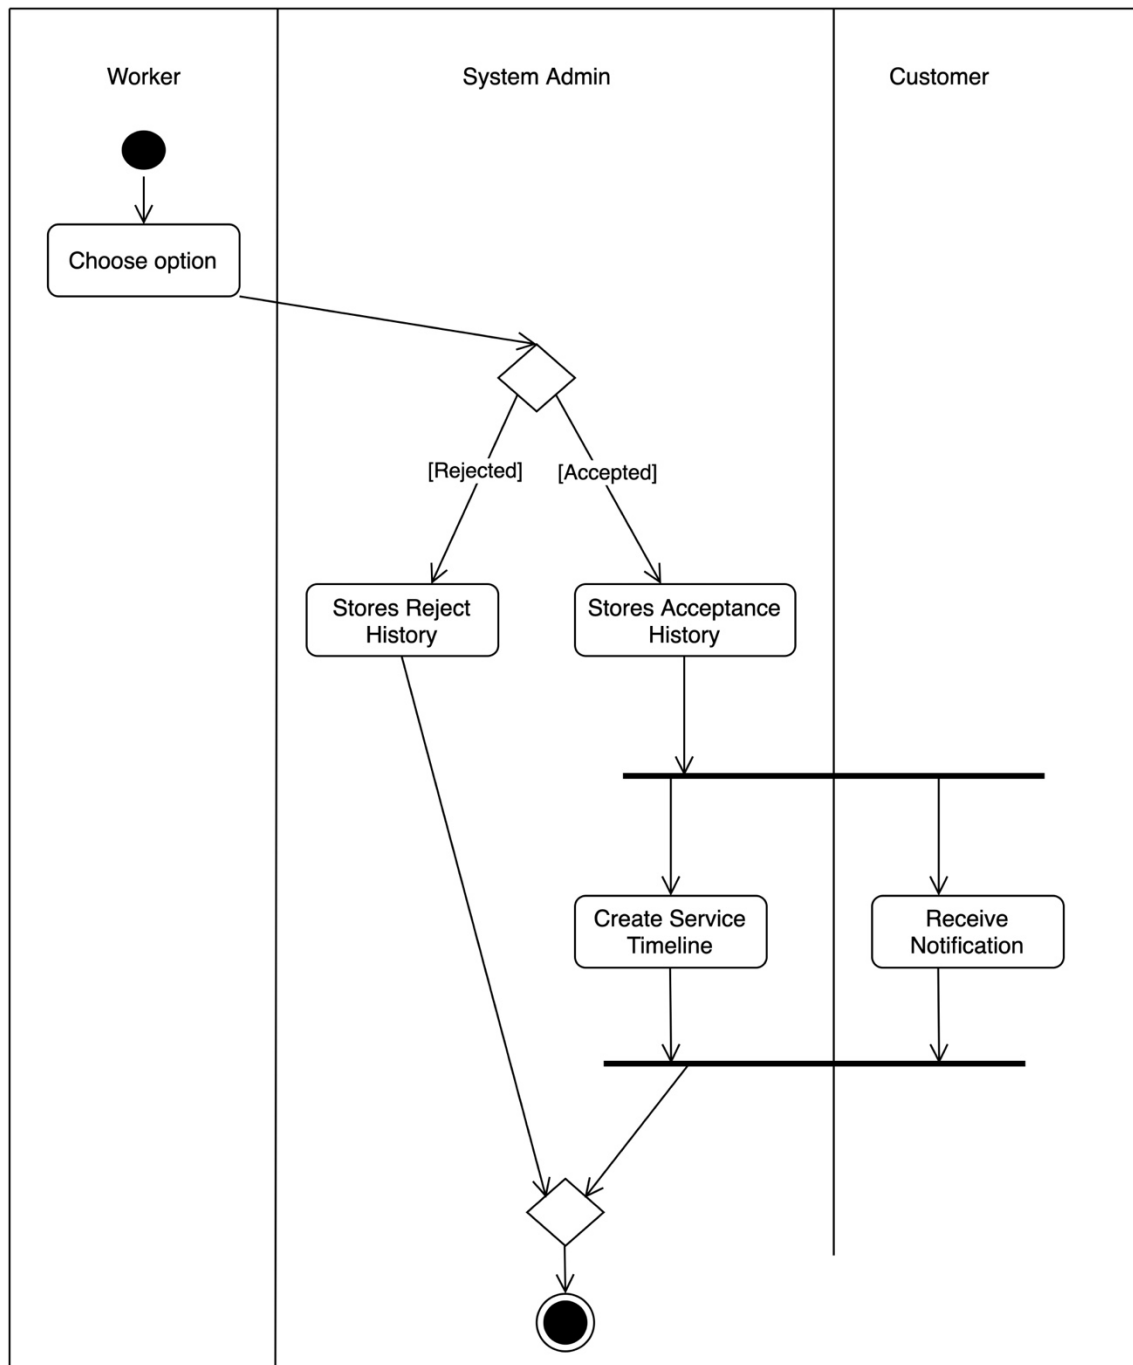 Worker
System Admin
Customer
Choose option
[Rejected]
[Accepted]
Stores Reject
History
Stores Acceptance
History
Create Service
Timeline
Receive
Notification